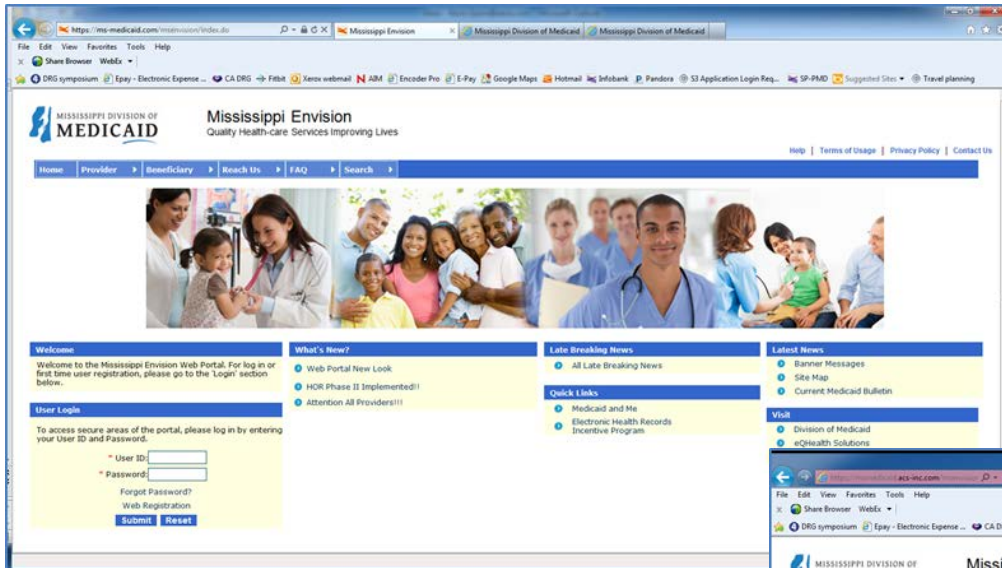 https://ms-medicaid.com/msenvision/index.do
Mississippi Envision
Mississippi Division of Medicaid
Mississippi Division of Medicaid
File Edit View Favorites Tools Help
Share Browser WebEx
DRG symposium
Epay - Electronic Expense ...
CA DRG
Fitbit
Xerox webmail
AIM
Encoder Pro
E-Pay
Google Maps
Hotmail
Infobank
Pandora
S3 Application Login Req...
SP-PMD
Suggested Sites
Travel planning
MISSISSIPPI DIVISION OF
MEDICAID
Mississippi Envision
Quality Health-care Services Improving Lives
Help | Terms of Usage | Privacy Policy | Contact Us
Home Provider Beneficiary Reach Us FAQ Search
Welcome
Welcome to the Mississippi Envision Web Portal. For log in or
first time user registration, please go to the 'Login' section
below.
User Login
To access secure areas of the portal, please log in by entering
your User ID and Password.
* User ID:
* Password:
Forgot Password?
Web Registration
Submit Reset
What's New?
Web Portal New Look
HOR Phase II Implemented!!
Attention All Providers!!!
Late Breaking News
All Late Breaking News
Quick Links
Medicaid and Me
Electronic Health Records
Incentive Program
Latest News
Banner Messages
Site Map
Current Medicaid Bulletin
Visit
Division of Medicaid
eQHealth Solutions
acs-inc.com
File Edit View Favorites Tools Help
Share Browser WebEx
DRG symposium
Epay - Electronic Expense ...
MISSISSIPPI DIVISION OF